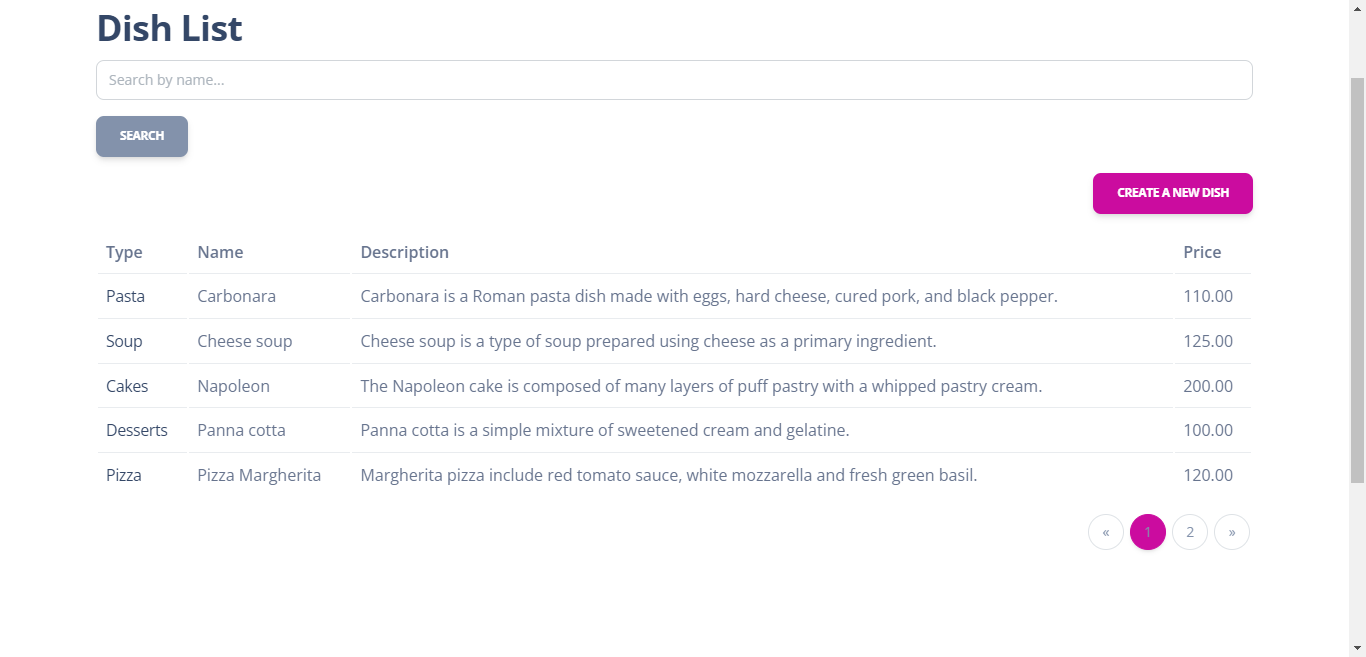 Dish List
Search by name...
SEARCH
CREATE A NEW DISH
Type Name Description Price
Pasta Carbonara Carbonara is a Roman pasta dish made with eggs, hard cheese, cured pork, and black pepper. 110.00
Soup Cheese soup Cheese soup is a type of soup prepared using cheese as a primary ingredient. 125.00
Cakes Napoleon The Napoleon cake is composed of many layers of puff pastry with a whipped pastry cream. 200.00
Desserts Panna cotta Panna cotta is a simple mixture of sweetened cream and gelatine. 100.00
Pizza Pizza Margherita Margherita pizza include red tomato sauce, white mozzarella and fresh green basil. 120.00
« 1 2 »